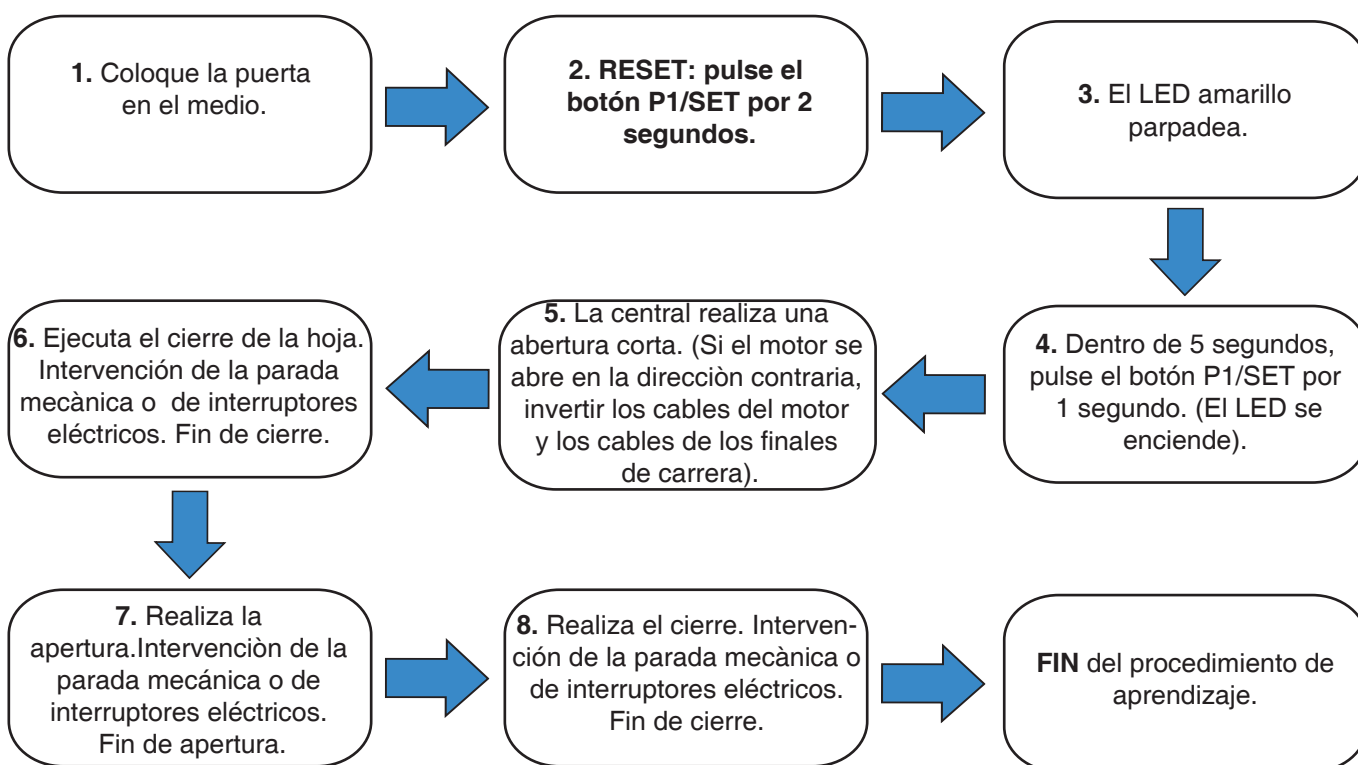 1. Coloque la puerta
en el medio.
2. RESET: pulse el
botón P1/SET por 2
segundos.
3. El LED amarillo
parpadea.
4. Dentro de 5 segundos,
pulse el botón P1/SET por
1 segundo. (El LED se
enciende).
5. La central realiza una
abertura corta. (Si el motor se
abre en la direcciòn contraria,
invertir los cables del motor
y los cables de los finales
de carrera).
6. Ejecuta el cierre de la hoja.
Intervención de la parada
mecànica o  de interruptores
eléctricos. Fin de cierre.
7. Realiza la
apertura.Intervenciòn de la
parada mecánica o de
interruptores eléctricos.
Fin de apertura.
8. Realiza el cierre. Interven-
ción de la parada mecànica o
de interruptores eléctricos.
Fin de cierre.
FIN del procedimiento de
aprendizaje.